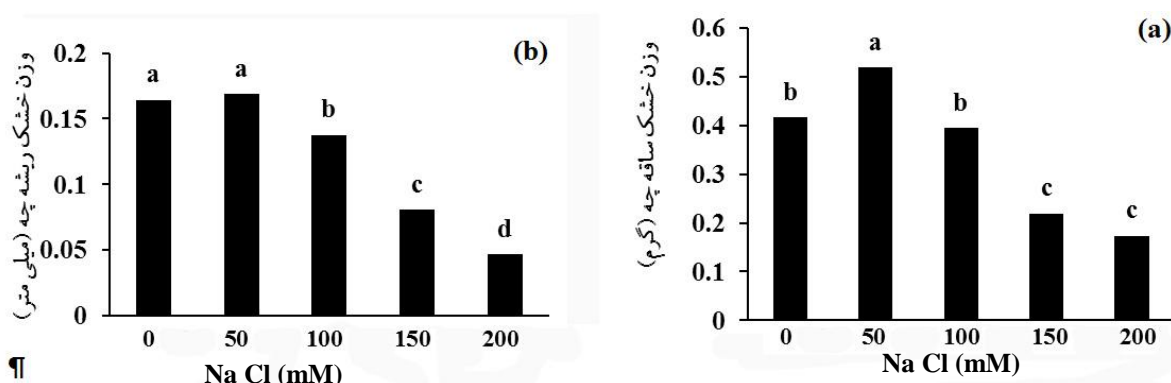 (b)
وزن خشک ریشه چه (میلی متر)
0.2
0.15
0.1
0.05
0
a
a
b
c
d
0 50 100 150 200
Na Cl (mM)
¶
(a)
وزن خشک ساقه چه (گرم)
0.6
0.5
0.4
0.3
0.2
0.1
0
b
a
b
c
c
0 50 100 150 200
Na Cl (mM)